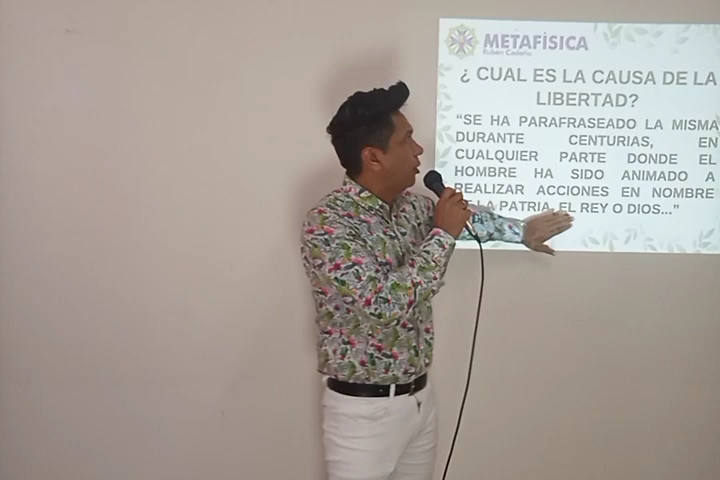 METAFÍSICA
Rubén Cedeño
¿ CUAL ES LA CAUSA DE LA
LIBERTAD?
“SE HA PARAFRASEADO LA MISMA
DURANTE CENTURIAS, EN
CUALQUIER PARTE DONDE EL
HOMBRE HA SIDO ANIMADO A
REALIZAR ACCIONES EN NOMBRE
LA PATRIA, EL REY O DIOS...”